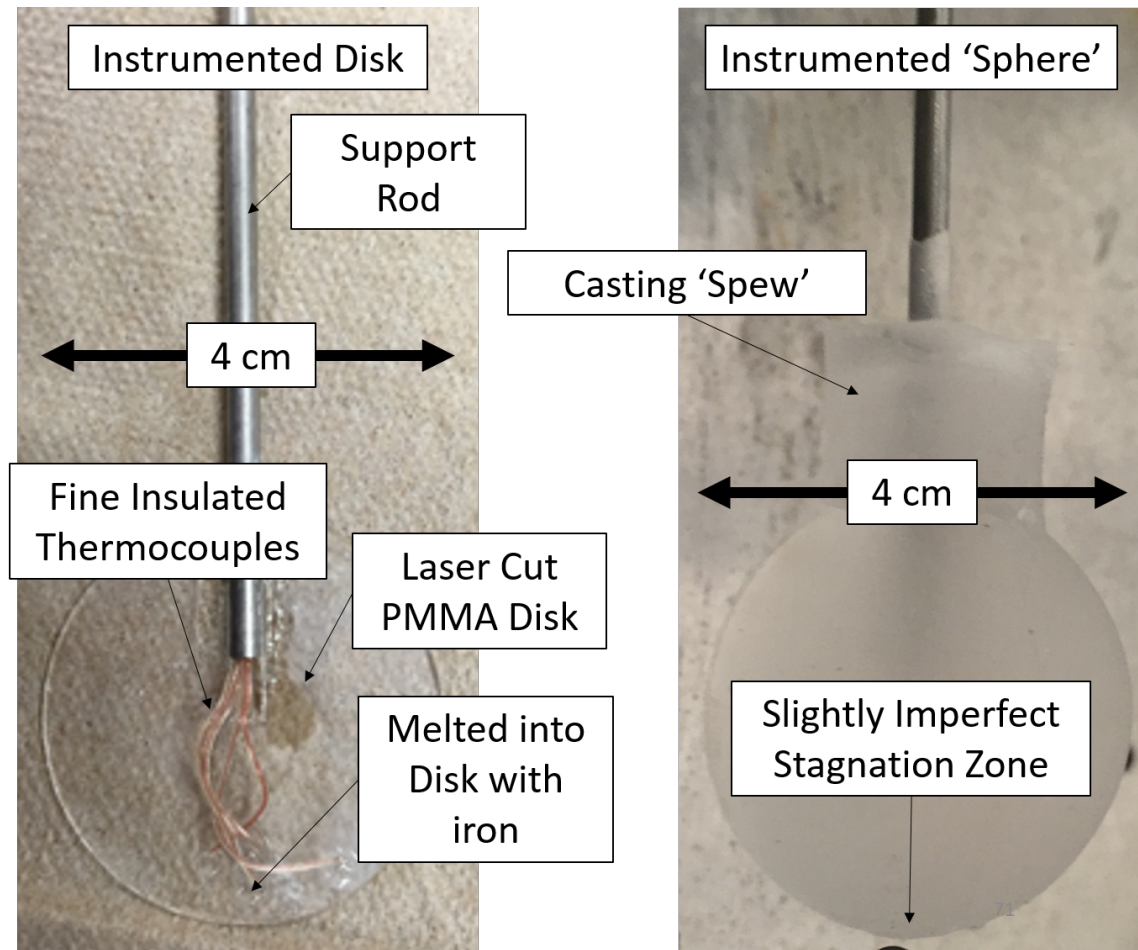 Instrumented Disk
Support
Rod
4 cm
Fine Insulated
Thermocouples
Laser Cut
PMMA Disk
Melted into
Disk with
iron
Instrumented ‘Sphere’
Casting ‘Spew’
4 cm
Slightly Imperfect
Stagnation Zone
71